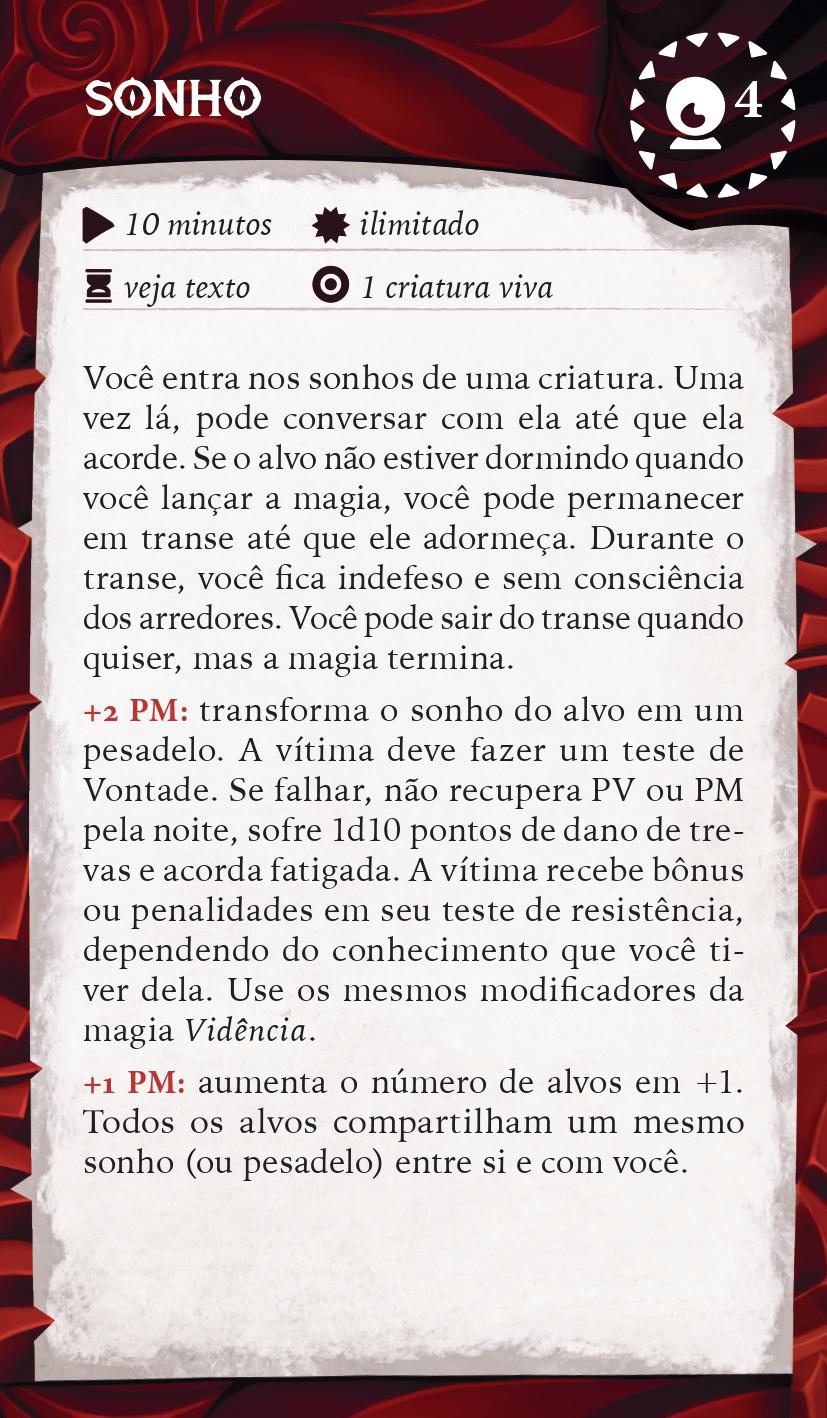 SONHO
4
10 minutos
ilimitado
veja texto
1 criatura viva
Você entra nos sonhos de uma criatura. Uma
vez lá, pode conversar com ela até que ela
acorde. Se o alvo não estiver dormindo quando
você lançar a magia, você pode permanecer
em transe até que ele adormeça. Durante o
transe, você fica indefeso e sem consciência
dos arredores. Você pode sair do transe quando
quiser, mas a magia termina.
+2 PM: transforma o sonho do alvo em um
pesadelo. A vítima deve fazer um teste de
Vontade. Se falhar, não recupera PV ou PM
pela noite, sofre 1d10 pontos de dano de tre-
vas e acorda fatigada. A vítima recebe bônus
ou penalidades em seu teste de resistência,
dependendo do conhecimento que você ti-
ver dela. Use os mesmos modificadores da
magia Vidência.
+1 PM: aumenta o número de alvos em +1.
Todos os alvos compartilham um mesmo
sonho (ou pesadelo) entre si e com você.